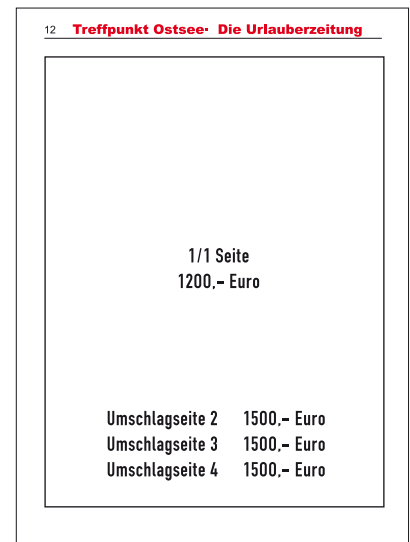 12 Treffpunkt Ostsee• Die Urlauberzeitung
1/1 Seite
1200,– Euro
Umschlagseite 2 1500,– Euro
Umschlagseite 3 1500,– Euro
Umschlagseite 4 1500,– Euro